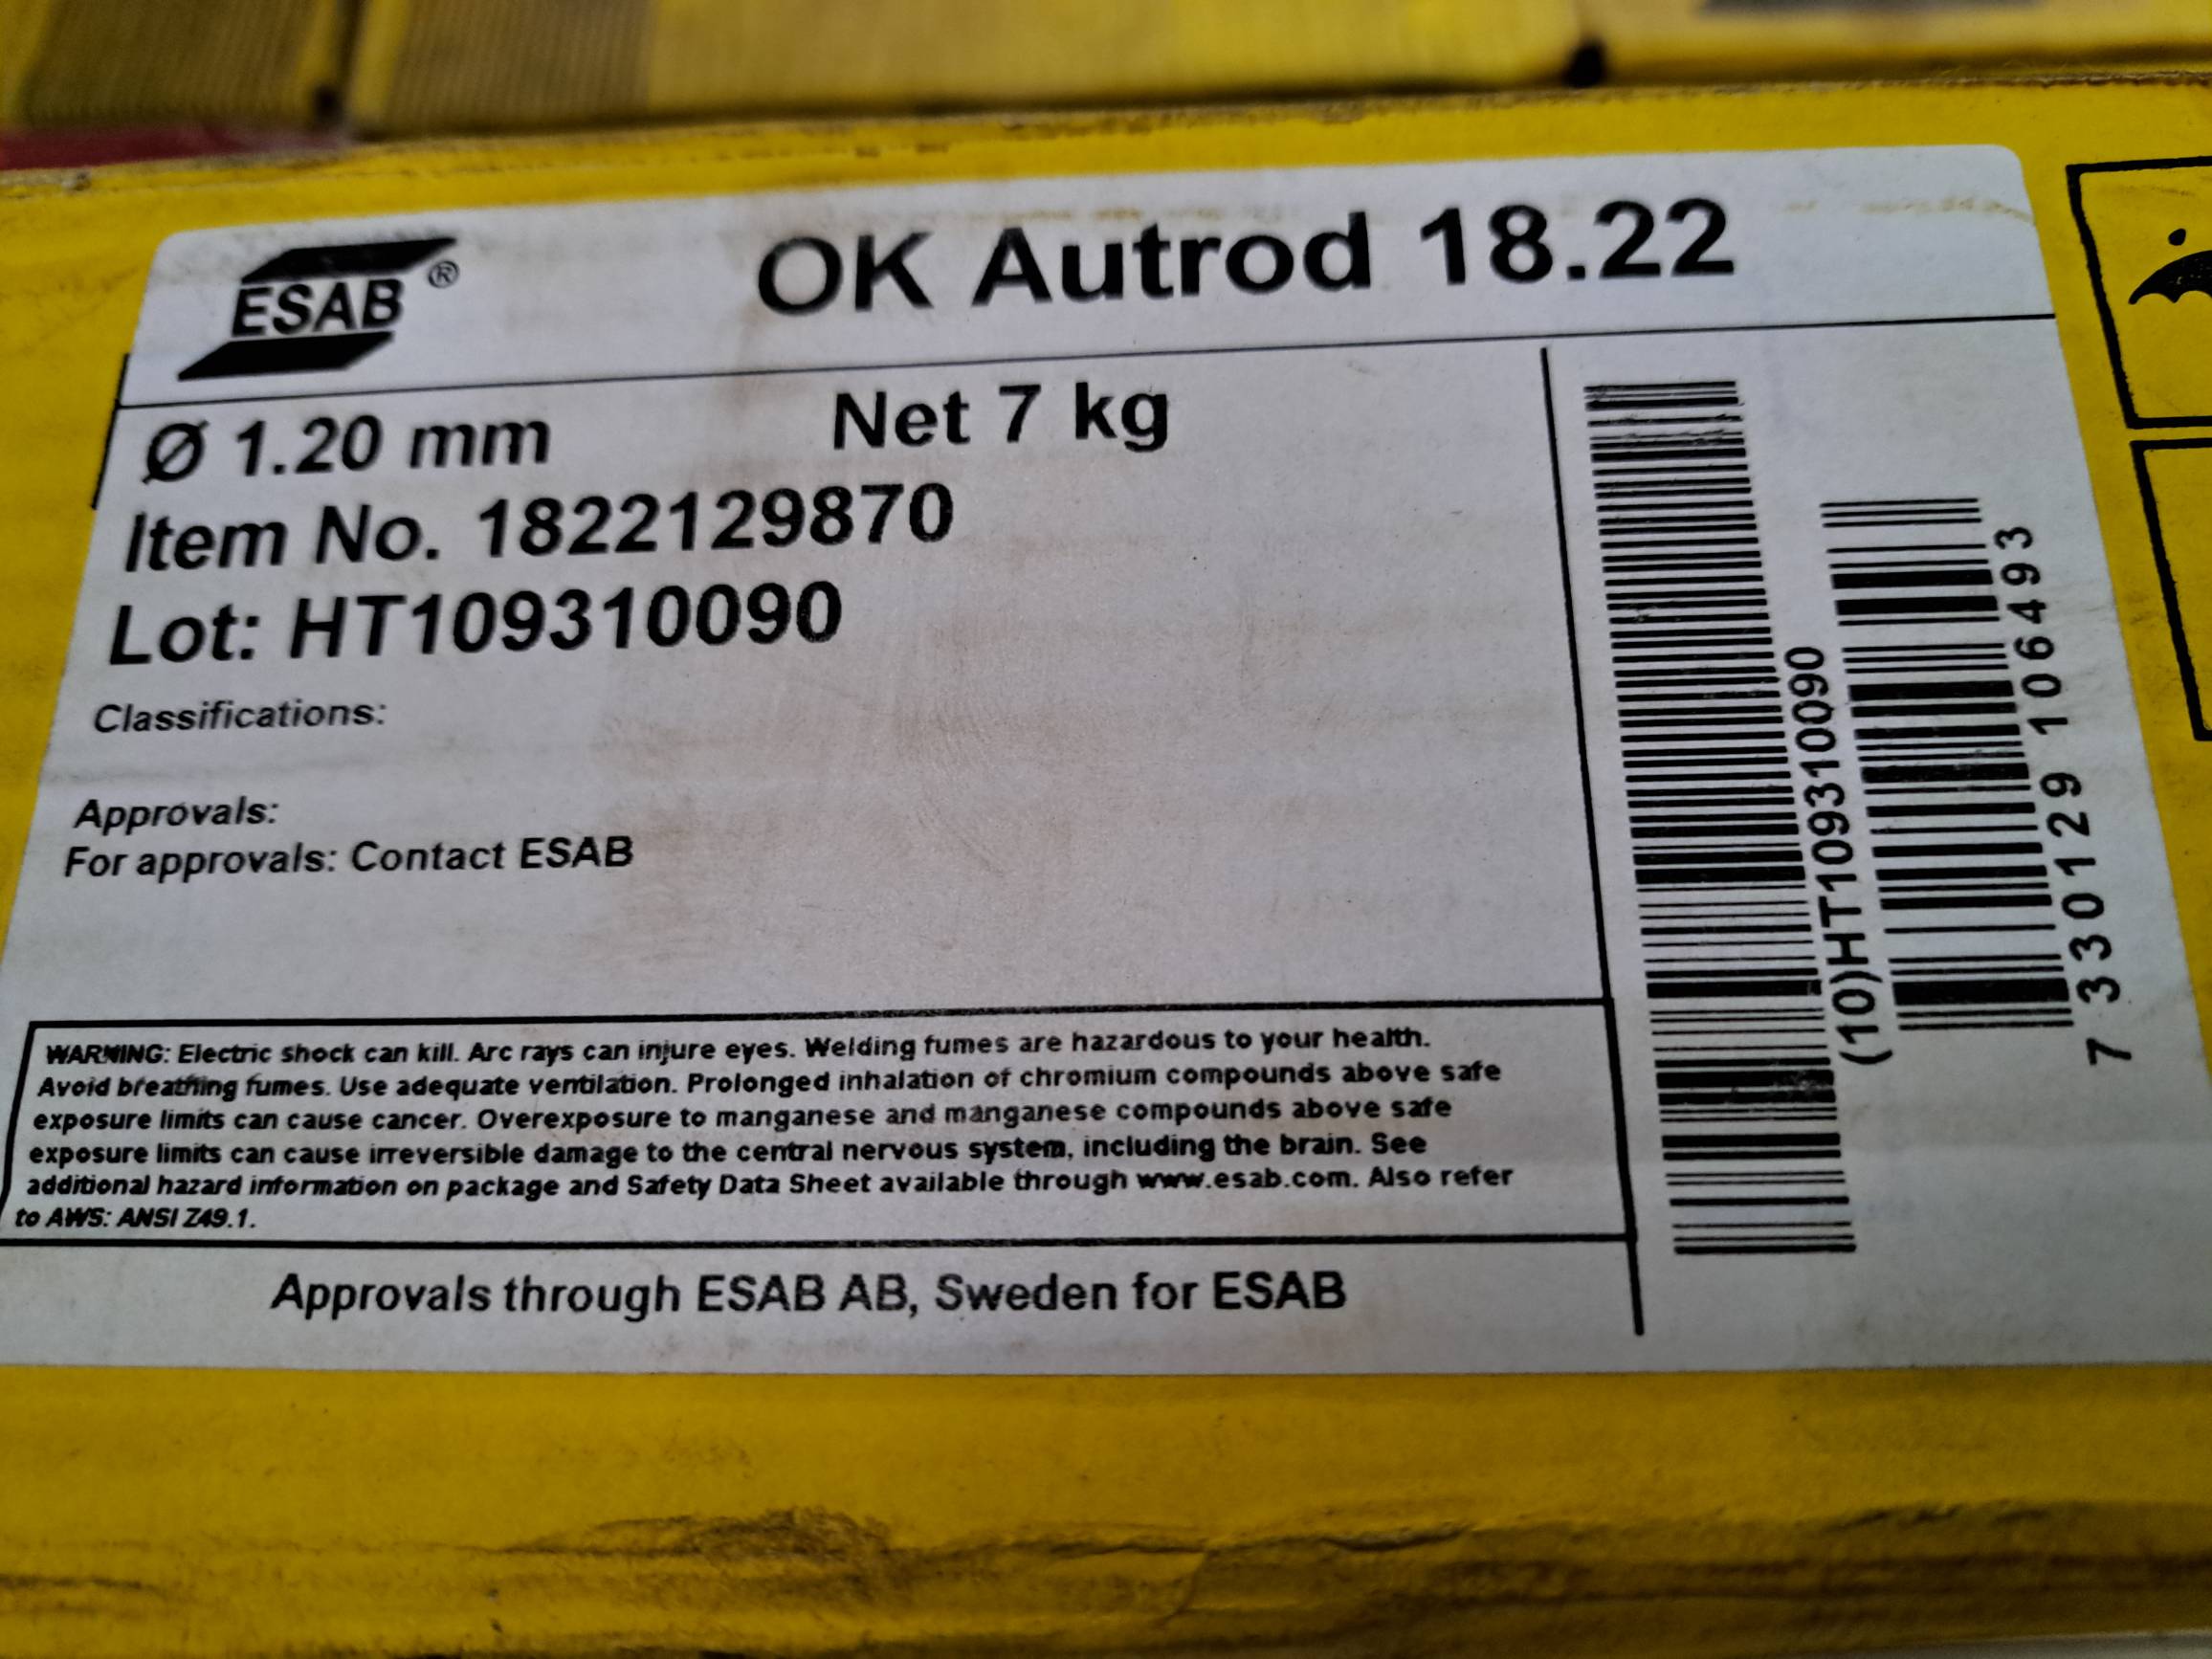 ESAB®
OK Autrod 18.22
Ø 1.20 mm Net 7 kg
Item No. 1822129870
Lot: HT109310090
Classifications:
Approvals:
For approvals: Contact ESAB
WARNING: Electric shock can kill. Arc rays can injure eyes. Welding fumes are hazardous to your health.
Avoid breathing fumes. Use adequate ventilation. Prolonged inhalation of chromium compounds above safe
exposure limits can cause cancer. Overexposure to manganese and manganese compounds above safe
exposure limits can cause irreversible damage to the central nervous system, including the brain. See
additional hazard information on package and Safety Data Sheet available through www.esab.com. Also refer
to AWS: ANSI Z49.1.
Approvals through ESAB AB, Sweden for ESAB
(10)HT109310090
7 330129 106493